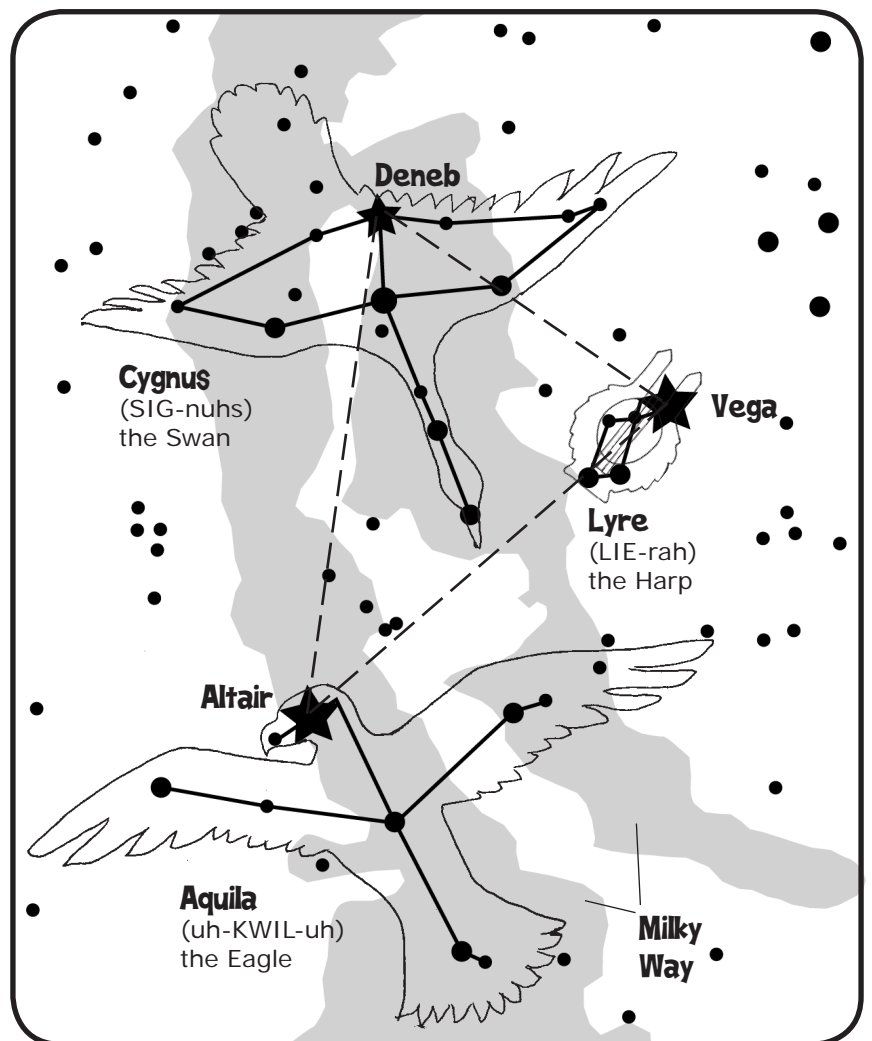 Deneb
Cygnus
(SIG-nuhs)
the Swan
Vega
Lyre
(LIE-rah)
the Harp
Altair
Aquila
(uh-KWIL-uh)
the Eagle
Milky
Way